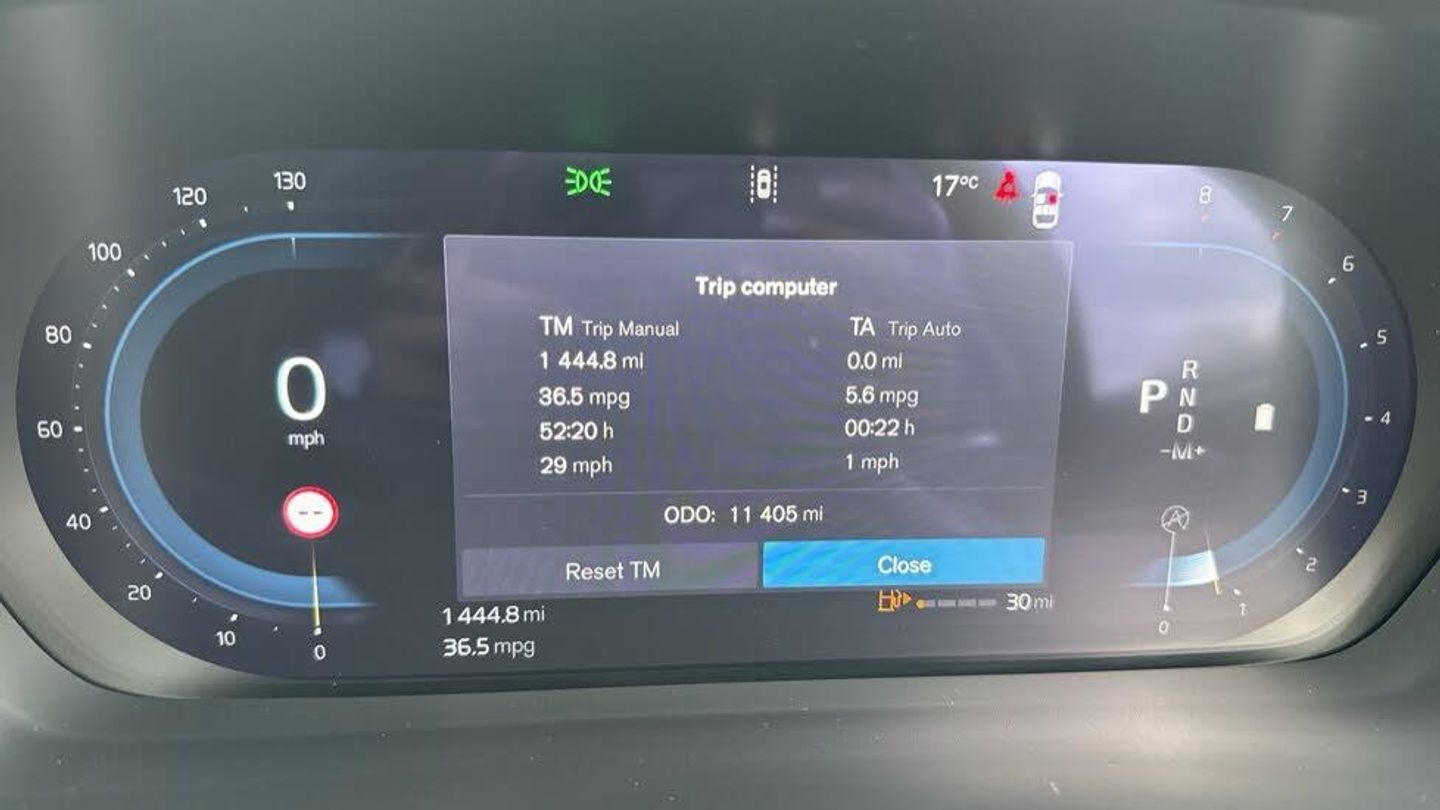 130
120
100
80
60
40
20
10
0
0
mph
--
17°C
Trip computer
TM Trip Manual
1 444.8 mi
36.5 mpg
52:20 h
29 mph
TA Trip Auto
0.0 mi
5.6 mpg
00:22 h
1 mph
ODO: 11 405 mi
Reset TM
Close
1 444.8 mi
36.5 mpg
30 mi
P
R
N
D
-M+
A
8
7
6
5
4
3
2
1
0